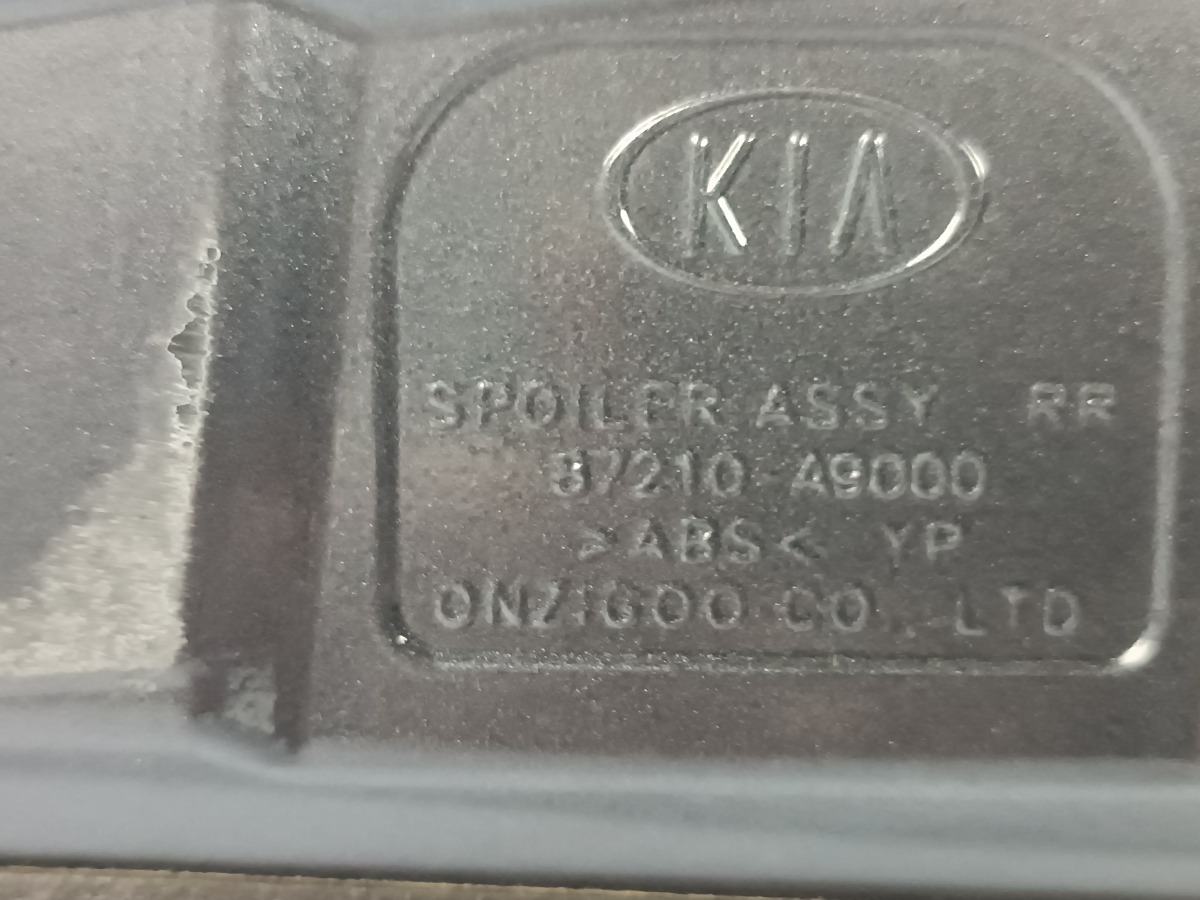 KIA
SPOILER ASSY RR
87210-A9000
>ABS< YP
ONZIGOO CO., LTD